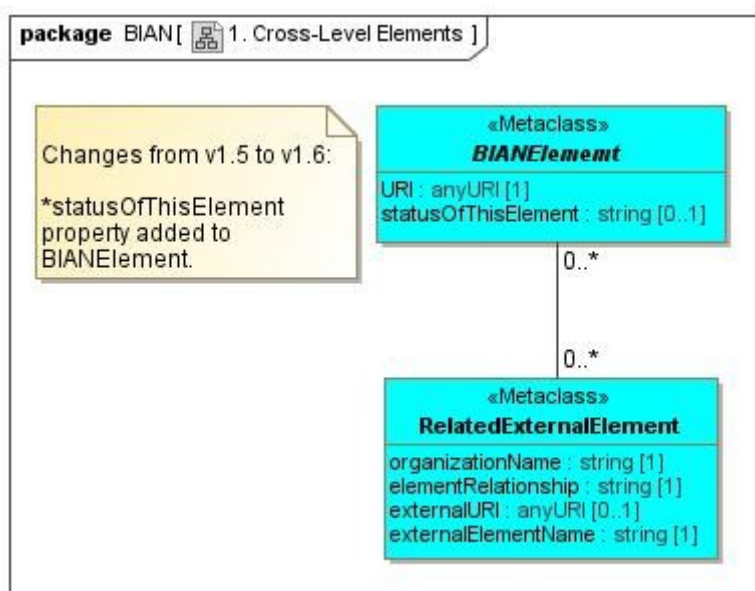 package BIAN[ 1. Cross-Level Elements ]
Changes from v1.5 to v1.6:
*statusOfThisElement
property added to
BIANElement.
«Metaclass»
BIANElememt
URI : anyURI [1]
statusOfThisElement : string [0..1]
0..*
0..*
«Metaclass»
RelatedExternalElement
organizationName : string [1]
elementRelationship : string [1]
externalURI : anyURI [0..1]
externalElementName : string [1]